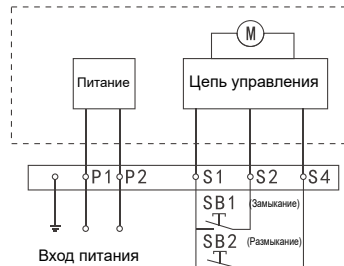 M
Питание
Цепь управления
P1 P2 S1 S2 S4
SB1 (Замыкание)
SB2 (Размыкание)
Вход питания